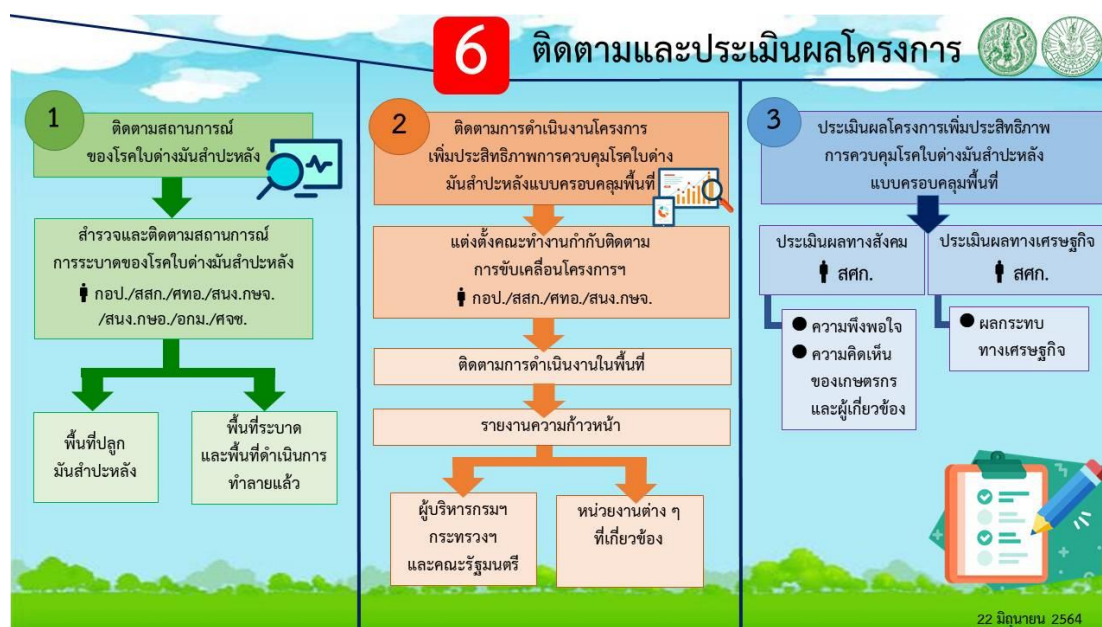 6
ติดตามและประเมินผลโครงการ
1
ติดตามสถานการณ์
ของโรคใบด่างมันสำปะหลัง
สำรวจและติดตามสถานการณ์
การระบาดของโรคใบด่างมันสำปะหลัง
กอป./สสก./ศทอ./สนง.กษจ.
/สนง.กษอ./อกม./ศจช.
พื้นที่ปลูก
มันสำปะหลัง
พื้นที่ระบาด
และพื้นที่ดำเนินการ
ทำลายแล้ว
2
ติดตามการดำเนินงานโครงการ
เพิ่มประสิทธิภาพการควบคุมโรคใบด่าง
มันสำปะหลังแบบครอบคลุมพื้นที่
แต่งตั้งคณะทำงานกำกับติดตาม
การขับเคลื่อนโครงการฯ
กอป./สสก./ศทอ./สนง.กษจ.
ติดตามการดำเนินงานในพื้นที่
รายงานความก้าวหน้า
ผู้บริหารกรมฯ
กระทรวงฯ
และคณะรัฐมนตรี
หน่วยงานต่าง ๆ
ที่เกี่ยวข้อง
3
ประเมินผลโครงการเพิ่มประสิทธิภาพ
การควบคุมโรคใบด่างมันสำปะหลัง
แบบครอบคลุมพื้นที่
ประเมินผลทางสังคม
สศก.
● ความพึงพอใจ
● ความคิดเห็น
ของเกษตรกร
และผู้เกี่ยวข้อง
ประเมินผลทางเศรษฐกิจ
สศก.
● ผลกระทบ
ทางเศรษฐกิจ
22 มิถุนายน 2564